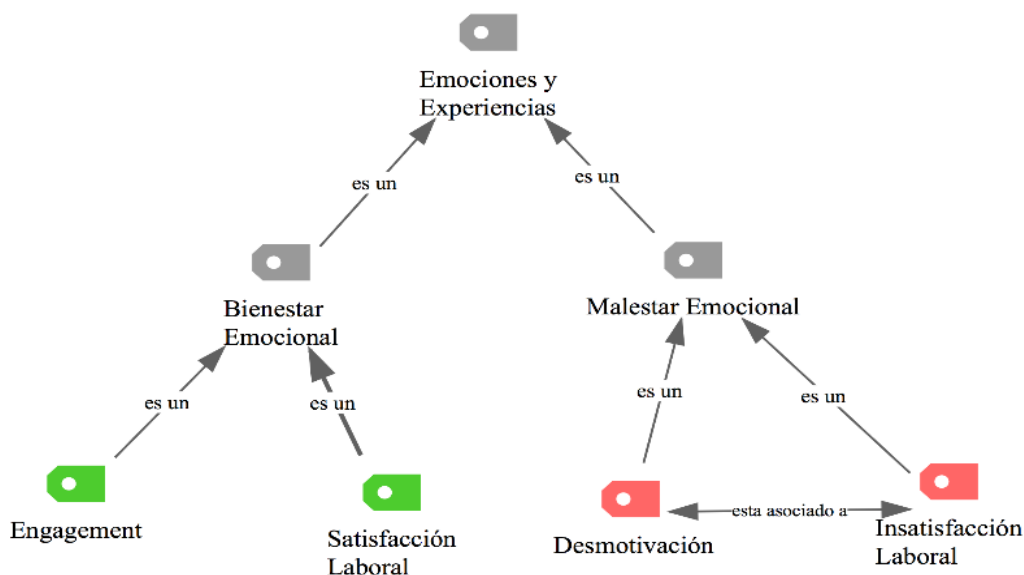 Emociones y
Experiencias
es un
es un
Bienestar
Emocional
Malestar Emocional
es un
es un
es un
es un
Engagement
Satisfacción
Laboral
Desmotivación
esta asociado a
Insatisfacción
Laboral